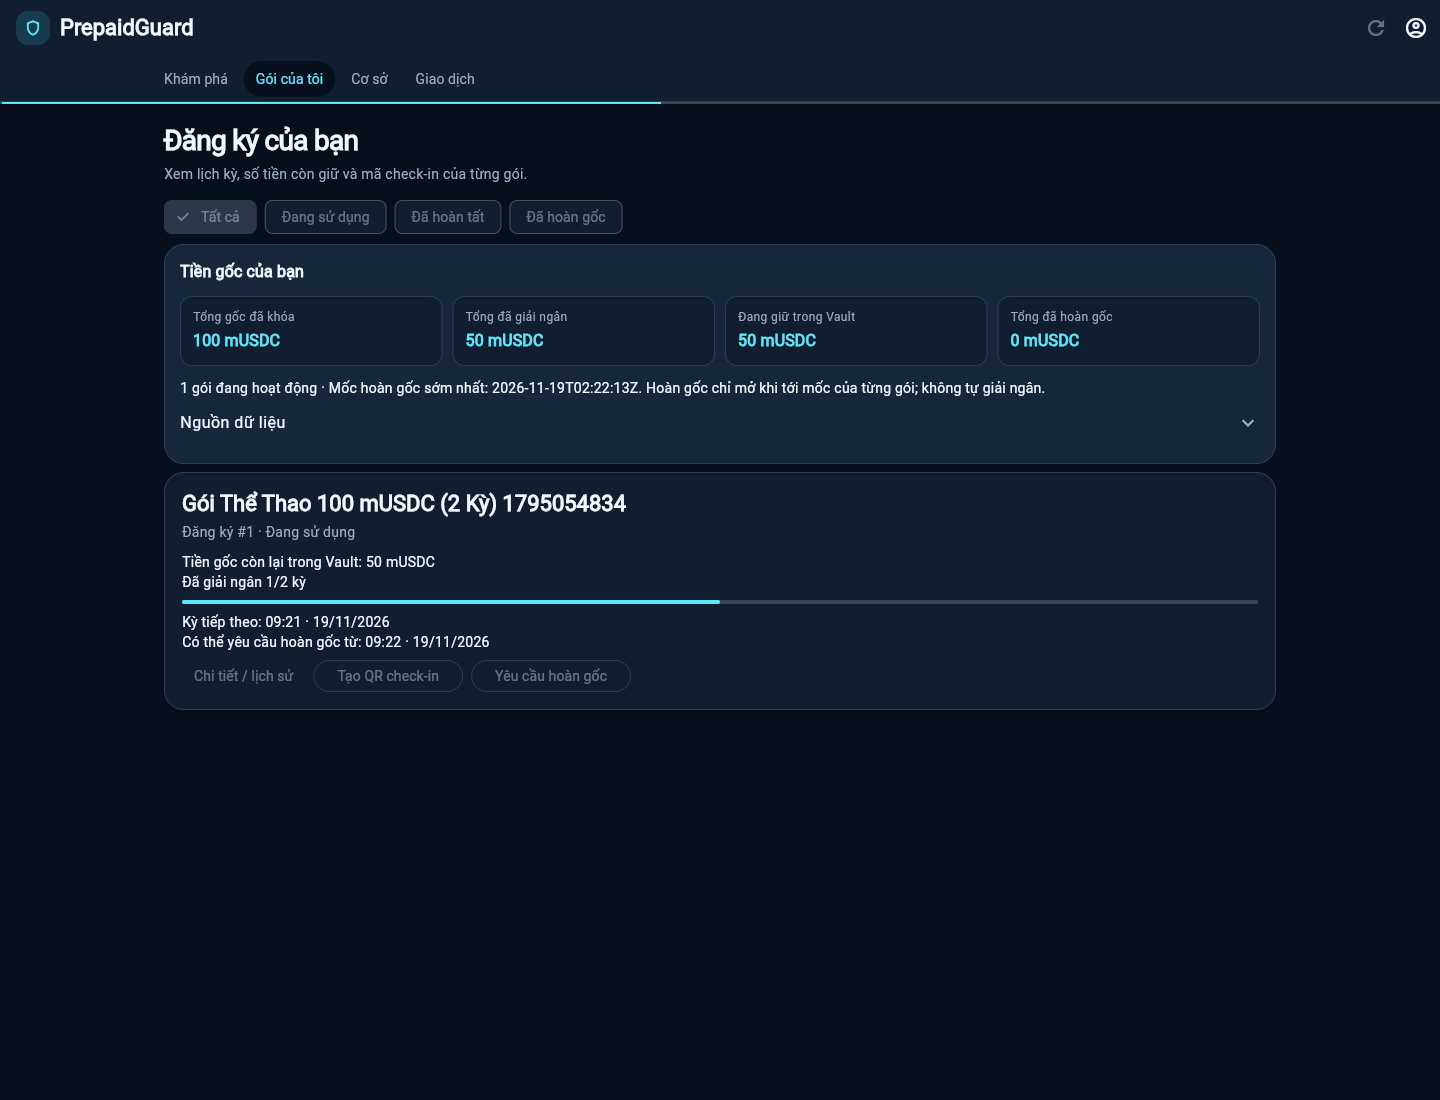 PrepaidGuard
Khám phá
Gói của tôi
Cơ sở
Giao dịch
Đăng ký của bạn
Xem lịch kỳ, số tiền còn giữ và mã check-in của từng gói.
Tất cả
Đang sử dụng
Đã hoàn tất
Đã hoàn gốc
Tiền gốc của bạn
Tổng gốc đã khóa
100 mUSDC
Tổng đã giải ngân
50 mUSDC
Đang giữ trong Vault
50 mUSDC
Tổng đã hoàn gốc
0 mUSDC
1 gói đang hoạt động · Mốc hoàn gốc sớm nhất: 2026-11-19T02:22:13Z. Hoàn gốc chỉ mở khi tới mốc của từng gói; không tự giải ngân.
Nguồn dữ liệu
Gói Thể Thao 100 mUSDC (2 Kỳ) 1795054834
Đăng ký #1 · Đang sử dụng
Tiền gốc còn lại trong Vault: 50 mUSDC
Đã giải ngân 1/2 kỳ
Kỳ tiếp theo: 09:21 · 19/11/2026
Có thể yêu cầu hoàn gốc từ: 09:22 · 19/11/2026
Chi tiết / lịch sử
Tạo QR check-in
Yêu cầu hoàn gốc